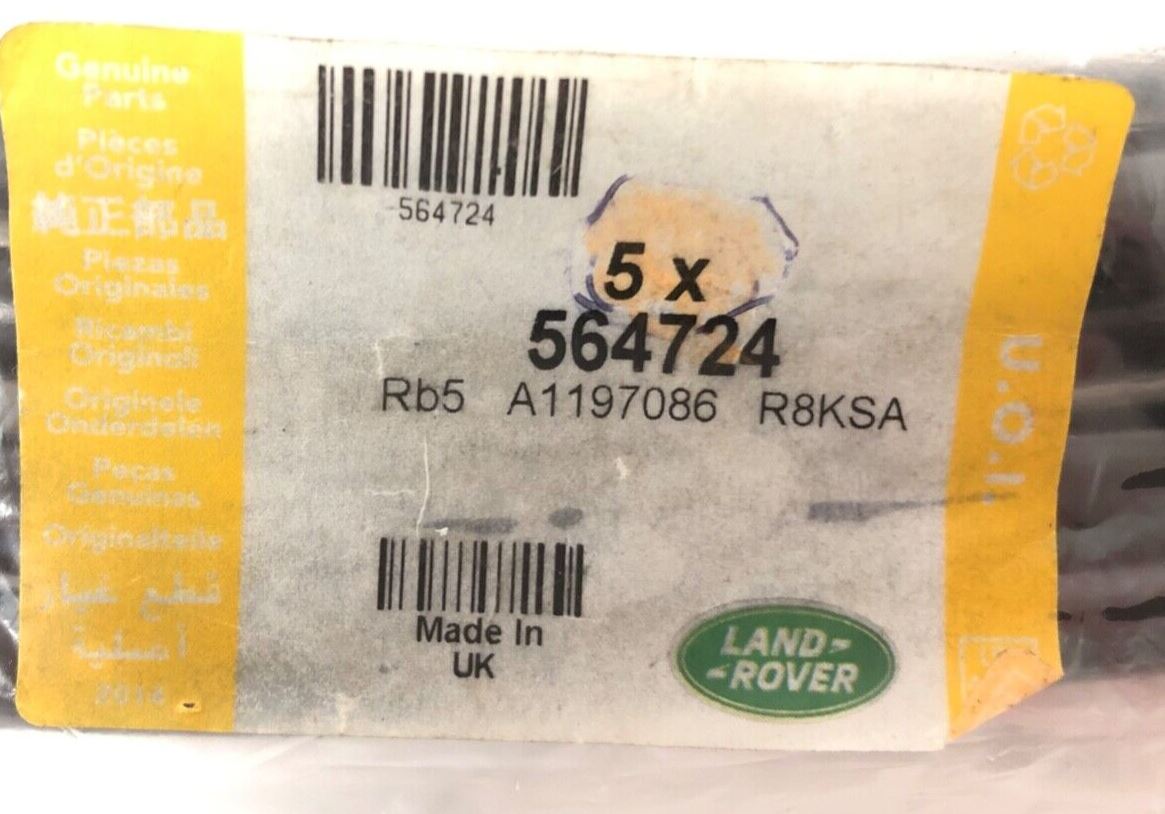 Genuine
Parts
Pièces
d'Origine
純正部品
Piezas
Originales
Ricambi
Originali
Originele
Onderdelen
Peças
Genuinas
Originalteile
قطع غيار
أصلية
564724
5 x
564724
Rb5 A1197086 R8KSA
Made In
UK
LAND-
-ROVER